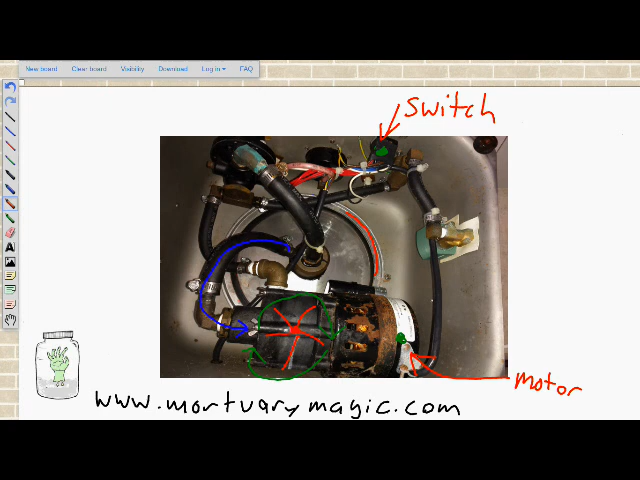 New board Clear board Visibility Download Log in FAQ
switch
A
motor
www.mortuarymagic.com